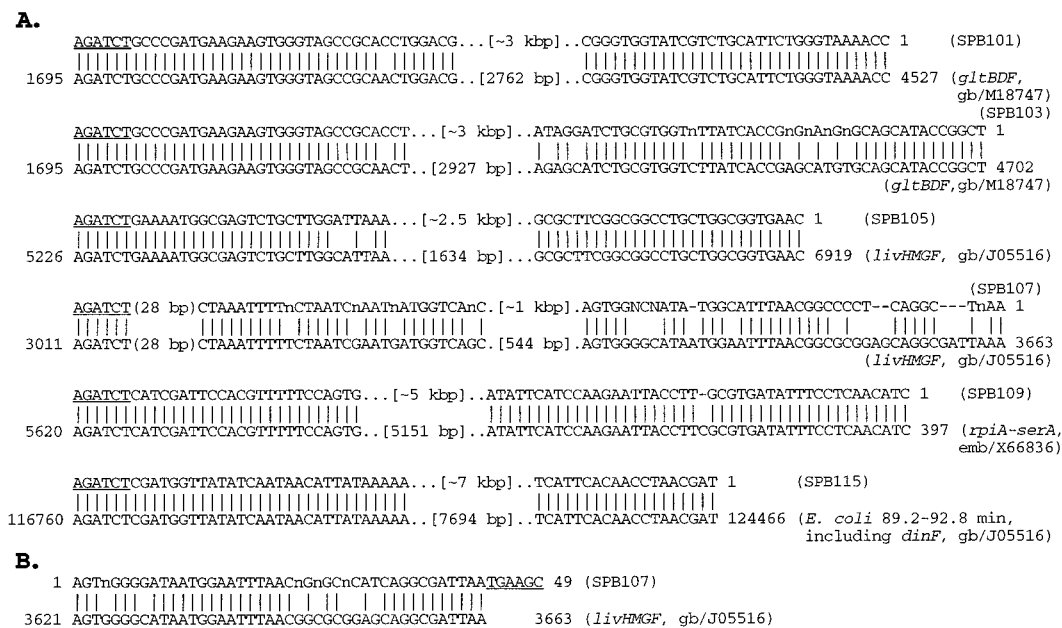 A.
AGATCTGCCCGATGAAGAAGTGGGTAGCCGCACCTGGACG...[~3 kbp]..CGGGTGGTATCGTCTGCATTCTGGGTAAAACC 1 (SPB101)
1695 AGATCTGCCCGATGAAGAAGTGGGTAGCCGCAACTGGACG...[2762 bp]..CGGGTGGTATCGTCTGCATTCTGGGTAAAACC 4527 (gltBDF,
gb/M18747)
(SPB103)
AGATCTGCCCGATGAAGAAGTGGGTAGCCGCACCT...[~3 kbp]..ATAGGATCTGCGTGGTnTTATCACCGnGnAnGnGCAGCATACCGGCT 1
1695 AGATCTGCCCGATGAAGAAGTGGGTAGCCGCAACT...[2927 bp]..AGAGCATCTGCGTGGTCTTATCACCGAGCATGTGCAGCATACCGGCT 4702
(gltBDF,gb/M18747)
AGATCTGAAAATGGCGAGTCTGCTTGGATTAAA...[~2.5 kbp]...GCGCTTCGGCGGCCTGCTGGCGGTGAAC 1 (SPB105)
5226 AGATCTGAAAATGGCGAGTCTGCTTGGCATTAA...[1634 bp]...GCGCTTCGGCGGCCTGCTGGCGGTGAAC 6919 (livHMGF, gb/J05516)
(SPB107)
AGATCT(28 bp)CTAAATTTTnCTAATCnAATnATGGTCAnC.[~1 kbp]...AGTGGNCNATA-TGGCATTTAACGGCCCCT--CAGGC---TnAA 1
3011 AGATCT(28 bp)CTAAATTTTTCTAATCGAATGATGGTCAGC.[544 bp]...AGTGGGGCATAATGGAATTTAACGGCGCGGAGCAGGCGATTAAA 3663
(livHMGF, gb/J05516)
AGATCTCATCGATTCCACGTTTTTCCAGTG ...[~5 kbp]...ATATTCATCCAAGAATTACCTT-GCGTGATATTTCCTCAACATC 1 (SPB109)
5620 AGATCTCATCGATTCCACGTTTTTCCAGTG..[5151 bp]...ATATTCATCCAAGAATTACCTTCGCGTGATATTTCCTCAACATC 397 (rpiA-serA,
emb/X66836)
AGATCTCGATGGTTATATCAATAACATTATAAAAA...[~7 kbp]..TCATTCACAACCTAACGAT 1 (SPB115)
116760 AGATCTCGATGGTTATATCAATAACATTATAAAAA...[7694 bp]..TCATTCACAACCTAACGAT 124466 (E. coli 89.2-92.8 min,
including dinF, gb/J05516)
B.
1 AGTnGGGGATAATGGAATTTAACnGnGCnCATCAGGCGATTAATGAAGC 49 (SPB107)
3621 AGTGGGGCATAATGGAATTTAACGGCGCGGAGCAGGCGATTAA 3663 (livHMGF, gb/J05516)